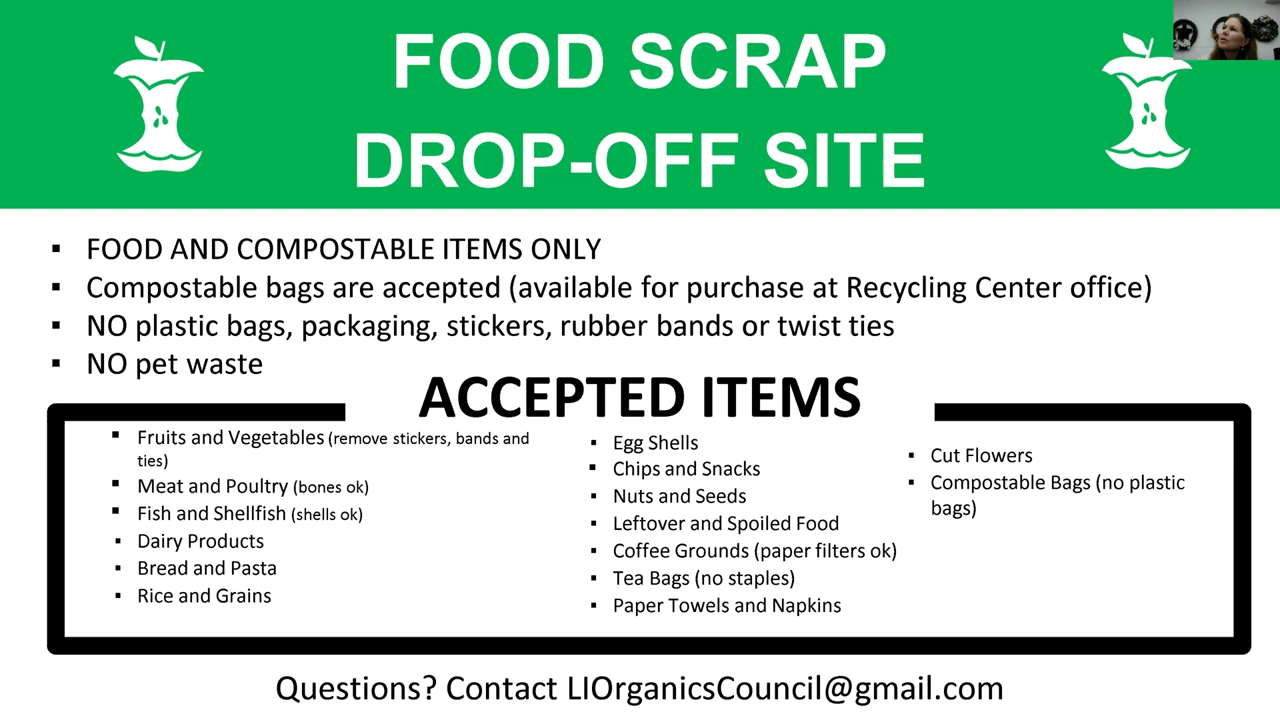 FOOD SCRAP
DROP-OFF SITE
▪ FOOD AND COMPOSTABLE ITEMS ONLY
▪ Compostable bags are accepted (available for purchase at Recycling Center office)
▪ NO plastic bags, packaging, stickers, rubber bands or twist ties
▪ NO pet waste
ACCEPTED ITEMS
▪ Fruits and Vegetables (remove stickers, bands and
ties)
▪ Meat and Poultry (bones ok)
▪ Fish and Shellfish (shells ok)
▪ Dairy Products
▪ Bread and Pasta
▪ Rice and Grains
▪ Egg Shells
▪ Chips and Snacks
▪ Nuts and Seeds
▪ Leftover and Spoiled Food
▪ Coffee Grounds (paper filters ok)
▪ Tea Bags (no staples)
▪ Paper Towels and Napkins
▪ Cut Flowers
▪ Compostable Bags (no plastic
bags)
Questions? Contact LIOrganicsCouncil@gmail.com